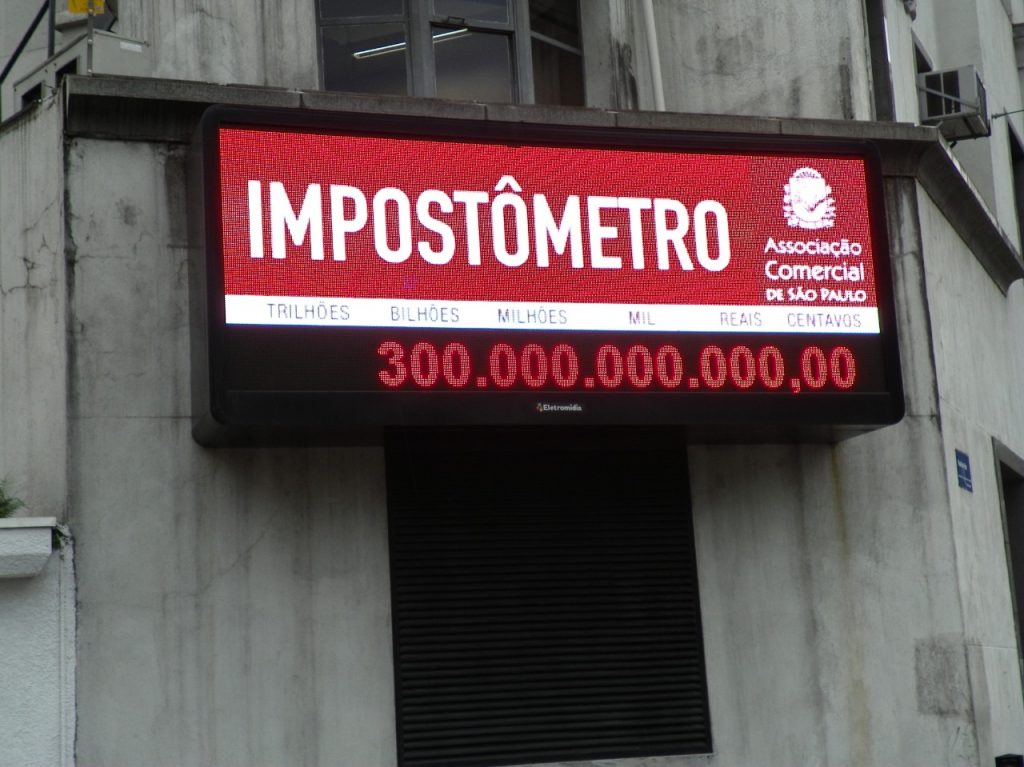 IMPOSTÔMETRO
Associação
Comercial
DE SÃO PAULO
TRILHÕES BILHÕES MILHÕES MIL REAIS CENTAVOS
300.000.000.000,00
Eletromidia